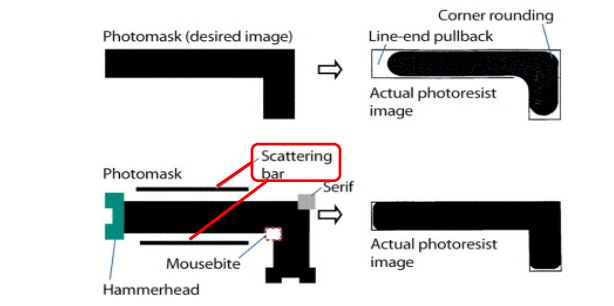 Corner rounding
Photomask (desired image)
Line-end pullback
Actual photoresist
image
Scattering
bar
Photomask
Serif
Mousebite
Actual photoresist
image
Hammerhead